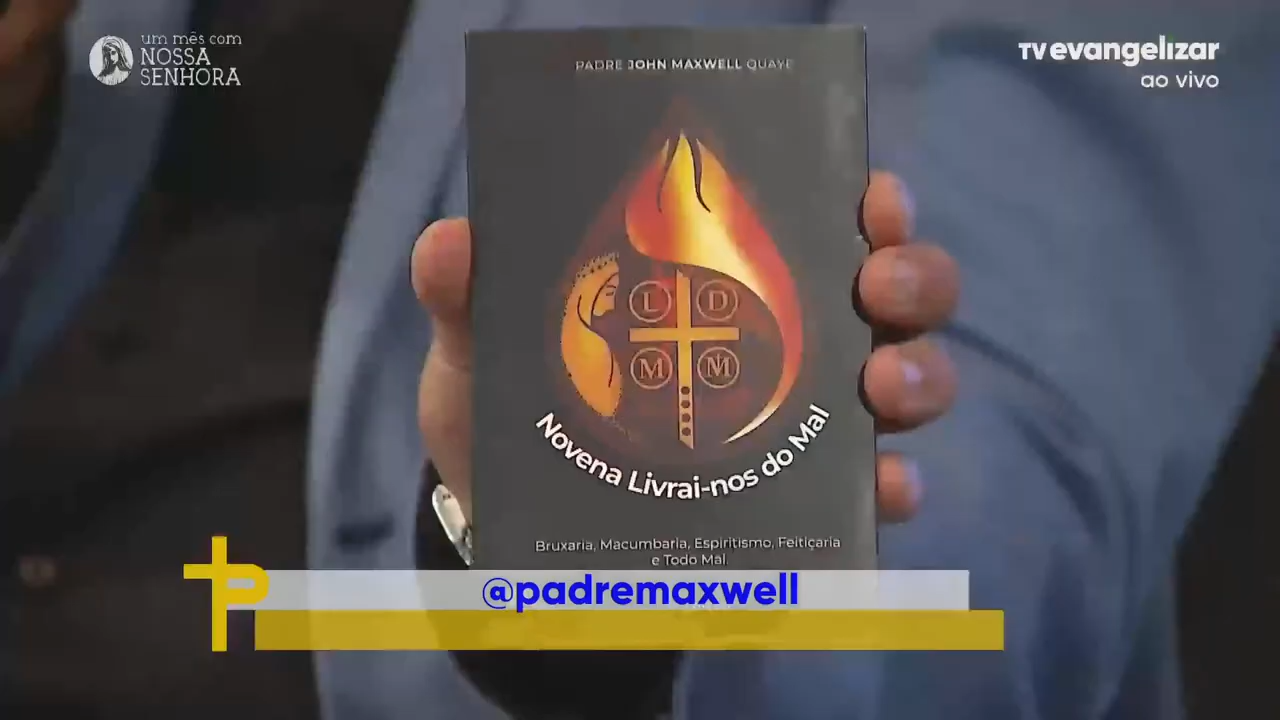 um mês com
NOSSA
SENHORA
TV evangelizar
ao vivo
PADRE JOHN MAXWELL QUAYE
L D
M M
Novena Livrai-nos do Mal
Bruxaria, Macumbaria, Espiritismo, Feitiçaria
e Todo Mal.
@padremaxwell